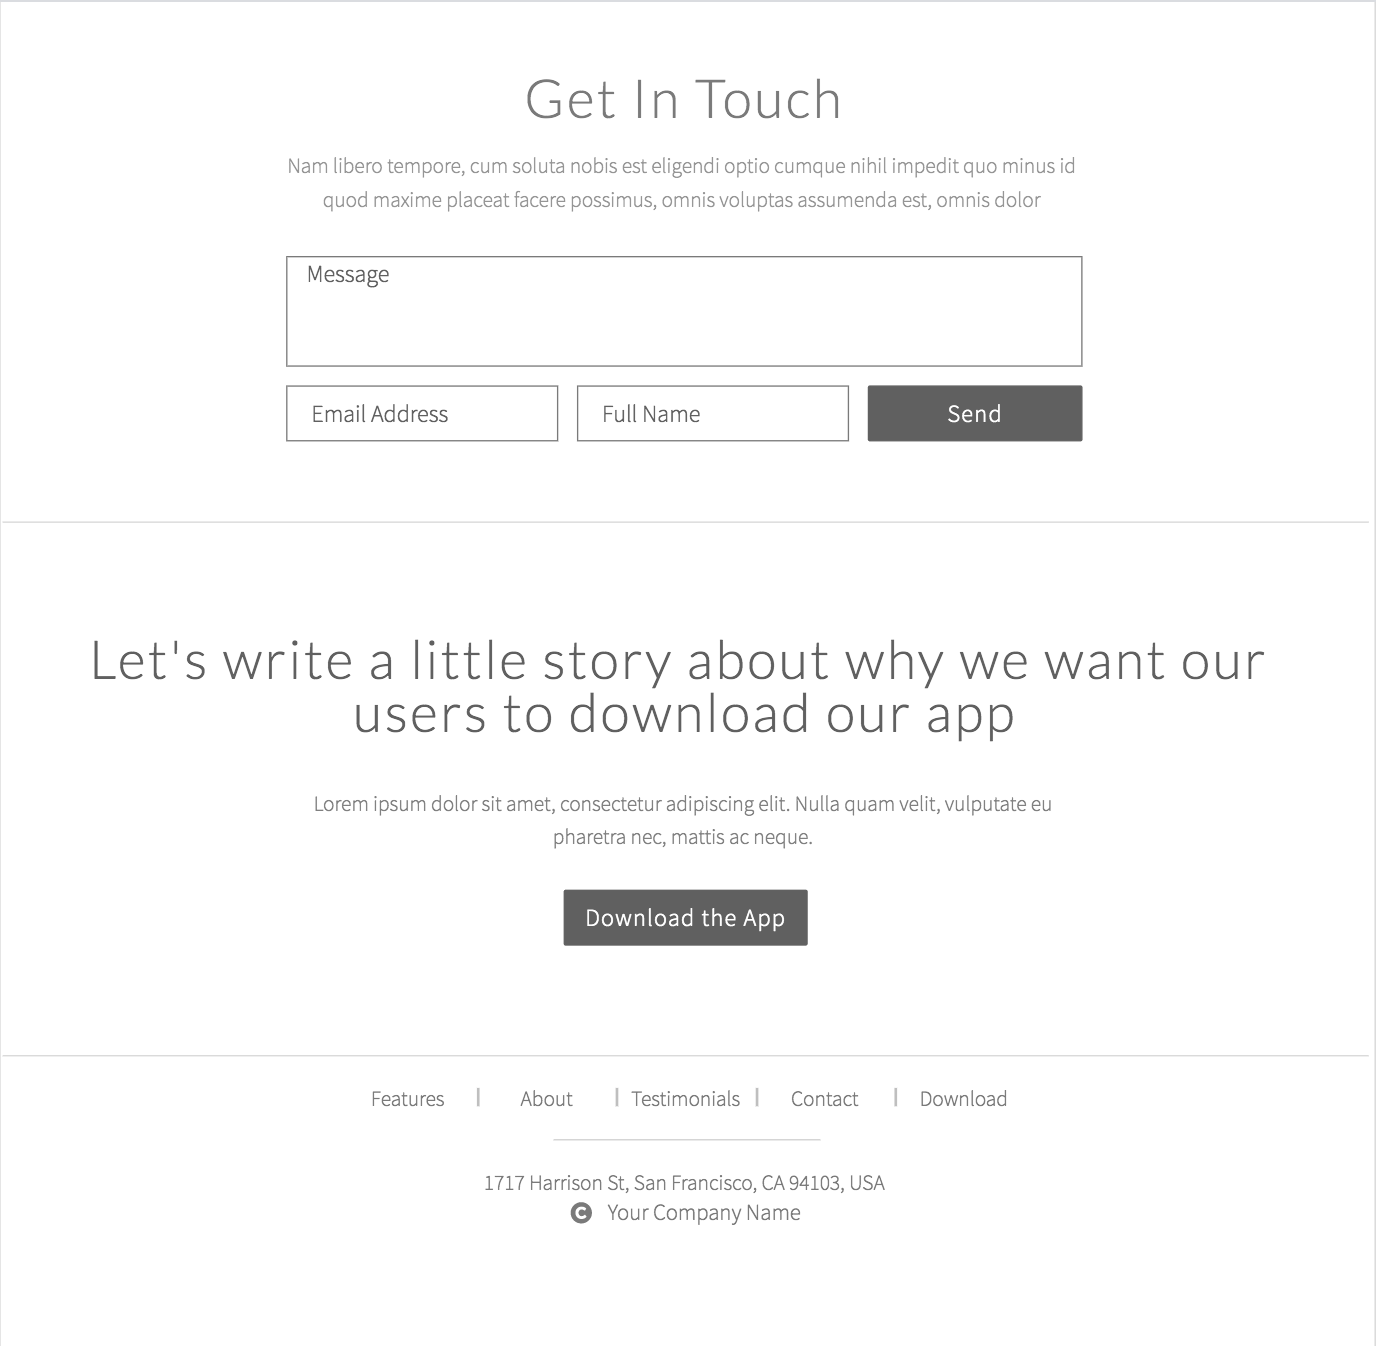 Get In Touch
Nam libero tempore, cum soluta nobis est eligendi optio cumque nihil impedit quo minus id
quod maxime placeat facere possimus, omnis voluptas assumenda est, omnis dolor
Message
Email Address Full Name Send
Let's write a little story about why we want our
users to download our app
Lorem ipsum dolor sit amet, consectetur adipiscing elit. Nulla quam velit, vulputate eu
pharetra nec, mattis ac neque.
Download the App
Features | About | Testimonials | Contact | Download
1717 Harrison St, San Francisco, CA 94103, USA
© Your Company Name